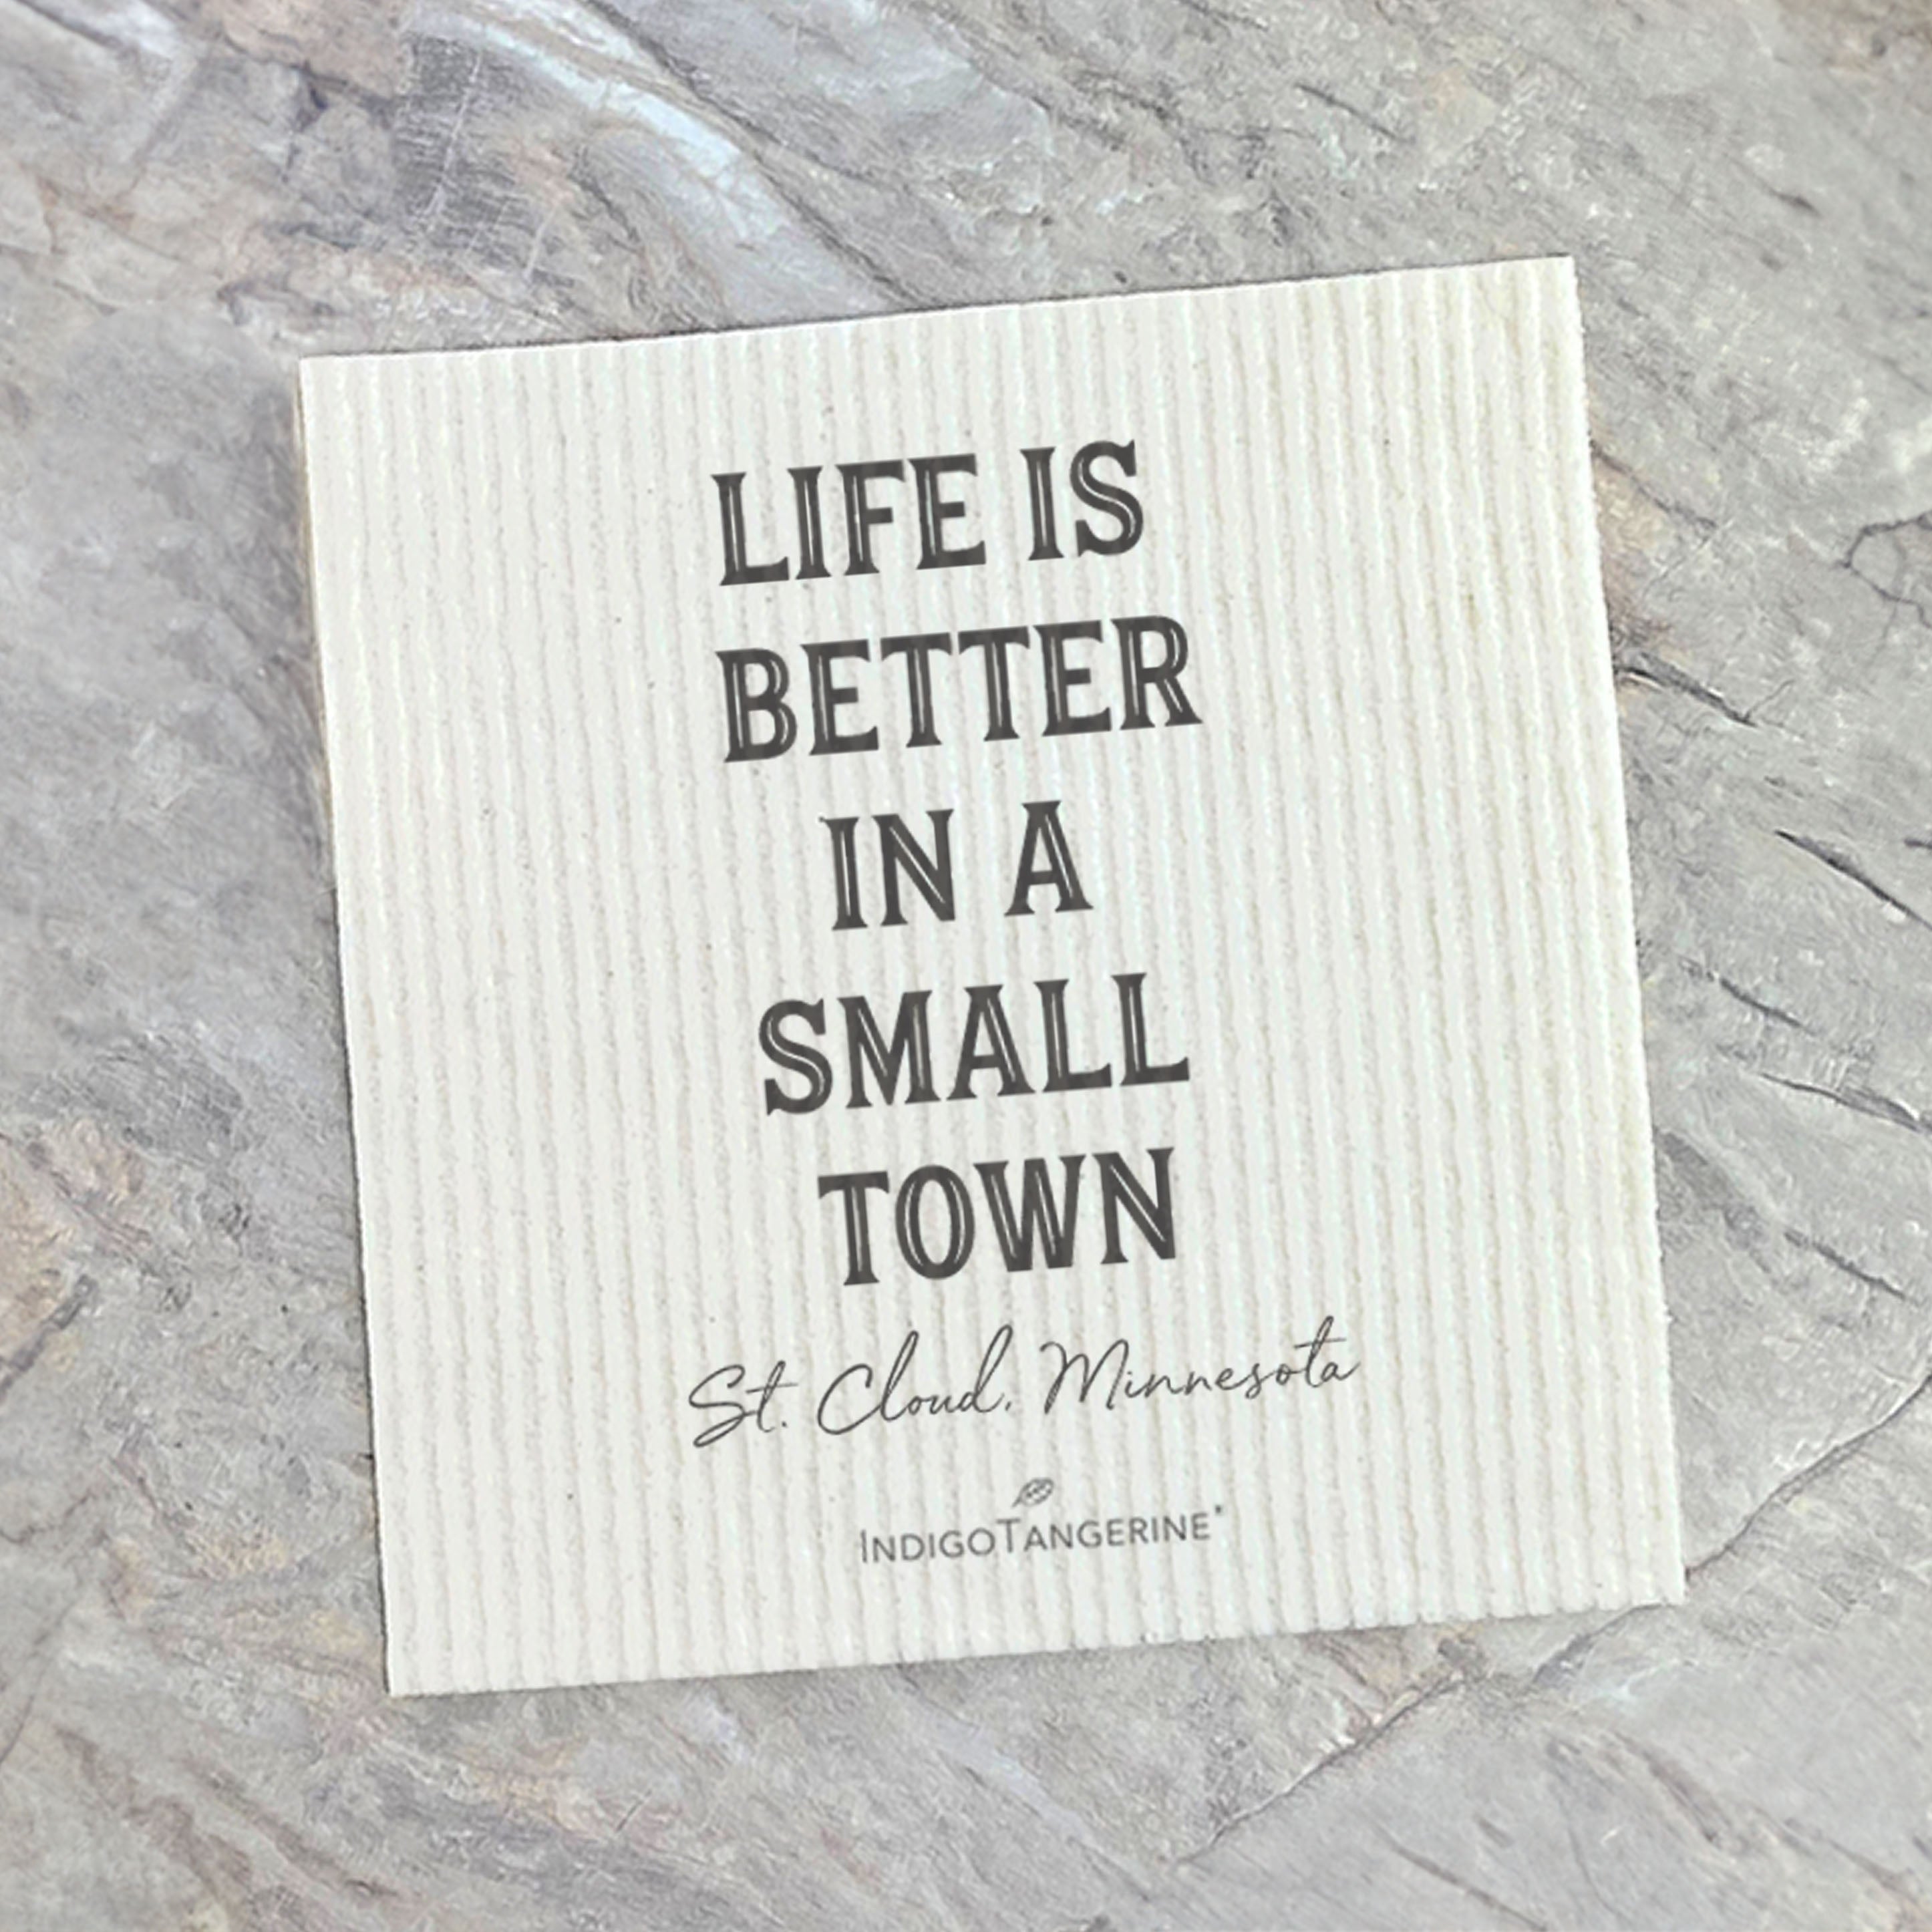 LIFE IS
BETTER
IN A
SMALL
TOWN
St. Cloud, Minnesota
INDIGOTANGERINE®